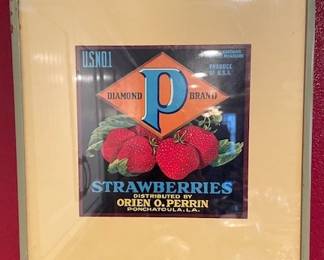 U.S.NO.1
PRODUCE
OF U.S.A.
P
DIAMOND BRAND
STRAWBERRIES
DISTRIBUTED BY
ORIEN O. PERRIN
PONCHATOULA, LA.